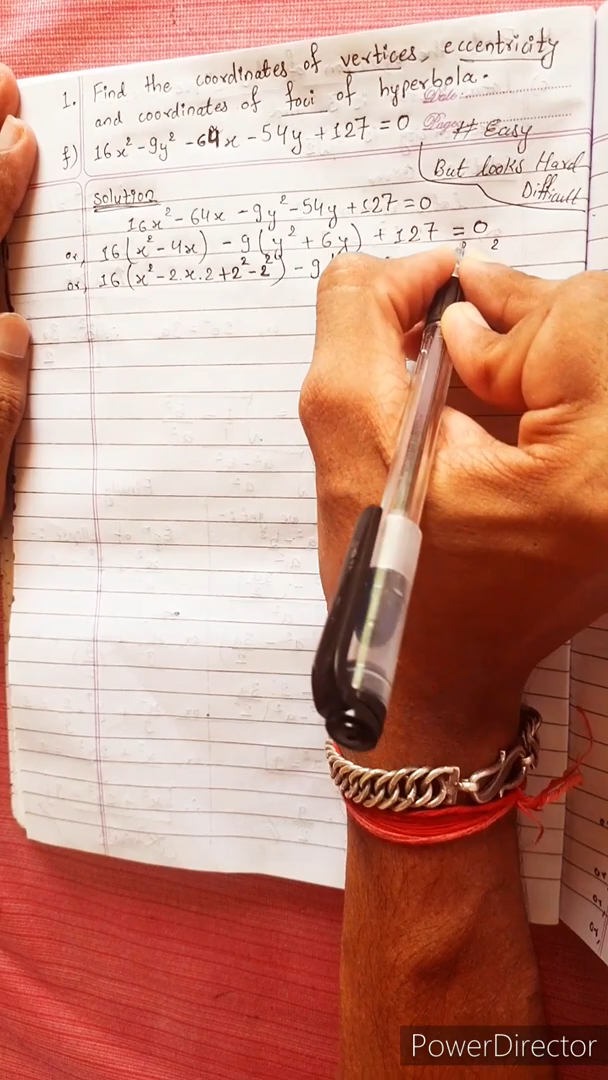 1. Find the coordinates of vertices, eccentricity
and coordinates of foci of hyperbola.
Date:
f) 16x² - 9y² - 64x - 54y + 127 = 0
Page: # Easy
But looks Hard
Difficult
Solution
16x² - 64x - 9y² - 54y + 127 = 0
or, 16(x² - 4x) - 9(y² + 6y) + 127 = 0
or, 16(x² - 2.x.2 + 2² - 2²) - 9
PowerDirector